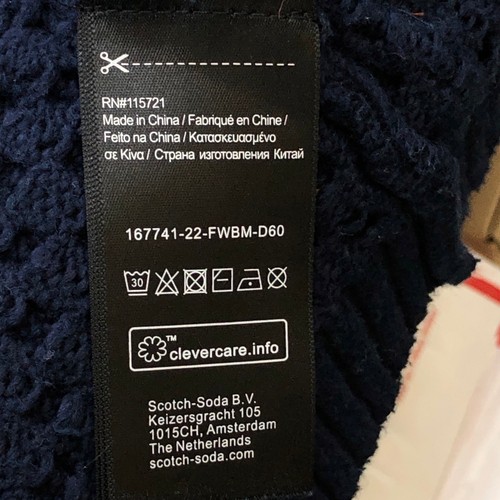 RN#115721
Made in China / Fabriqué en Chine /
Feito na China / Κατασκευασμένο
σε Κίνα / Страна изготовления Китай
167741-22-FWBM-D60
30
™
clevercare.info
Scotch-Soda B.V.
Keizersgracht 105
1015CH, Amsterdam
The Netherlands
scotch-soda.com